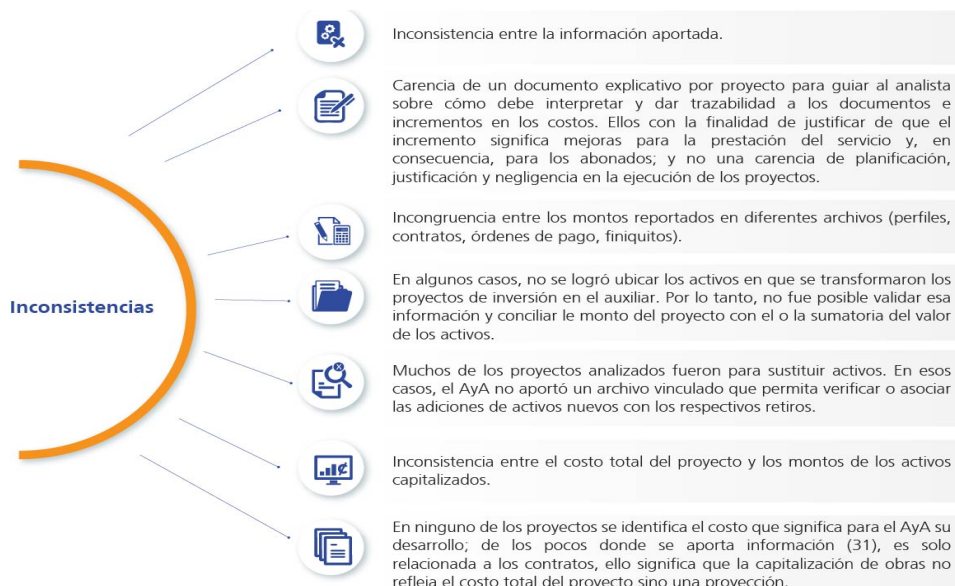 Inconsistencia entre la información aportada.
Carencia de un documento explicativo por proyecto para guiar al analista
sobre cómo debe interpretar y dar trazabilidad a los documentos e
incrementos en los costos. Ellos con la finalidad de justificar de que el
incremento significa mejoras para la prestación del servicio y, en
consecuencia, para los abonados; y no una carencia de planificación,
justificación y negligencia en la ejecución de los proyectos.
Incongruencia entre los montos reportados en diferentes archivos (perfiles,
contratos, órdenes de pago, finiquitos).
Inconsistencias
En algunos casos, no se logró ubicar los activos en que se transformaron los
proyectos de inversión en el auxiliar. Por lo tanto, no fue posible validar esa
información y conciliar le monto del proyecto con el o la sumatoria del valor
de los activos.
Muchos de los proyectos analizados fueron para sustituir activos. En esos
casos, el AyA no aportó un archivo vinculado que permita verificar o asociar
las adiciones de activos nuevos con los respectivos retiros.
Inconsistencia entre el costo total del proyecto y los montos de los activos
capitalizados.
En ninguno de los proyectos se identifica el costo que significa para el AyA su
desarrollo; de los pocos donde se aporta información (31), es solo
relacionada a los contratos, ello significa que la capitalización de obras no
refleja el costo total del proyecto sino una proyección.